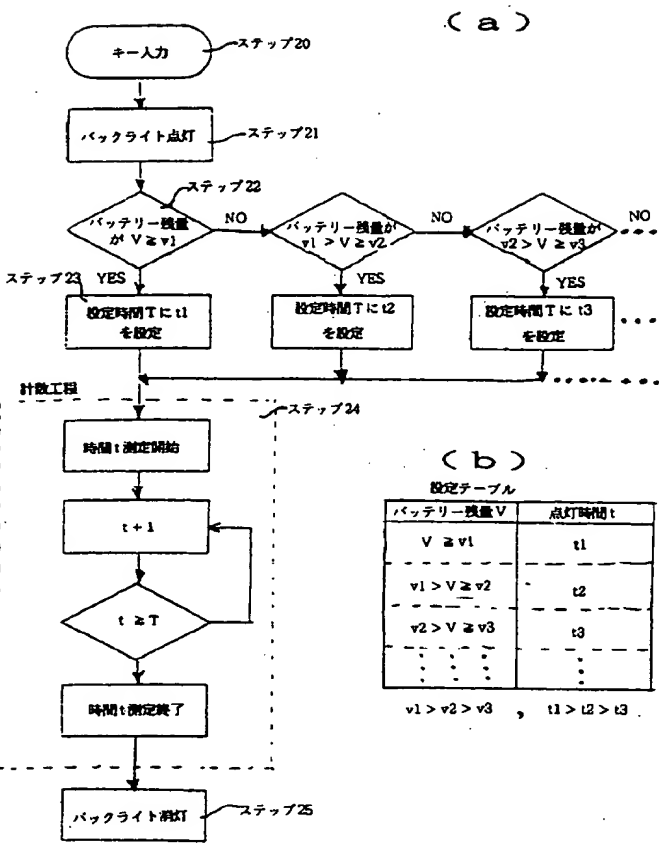 ( a )
キー入力
ステップ20
バックライト点灯
ステップ21
ステップ22
バッテリー残量
が V ≧ v1
NO
バッテリー残量が
v1 > V ≧ v2
NO
バッテリー残量が
v2 > V ≧ v3
NO
ステップ23
YES
YES
YES
設定時間Tにt1
を設定
設定時間Tにt2
を設定
設定時間Tにt3
を設定
計数工程
ステップ24
時間t測定開始
t + 1
t ≧ T
時間t測定終了
バックライト消灯
ステップ25
( b )
設定テーブル
バッテリー残量V 点灯時間t
V ≧ v1 t1
v1 > V ≧ v2 t2
v2 > V ≧ v3 t3
v1 > v2 > v3 , t1 > t2 > t3